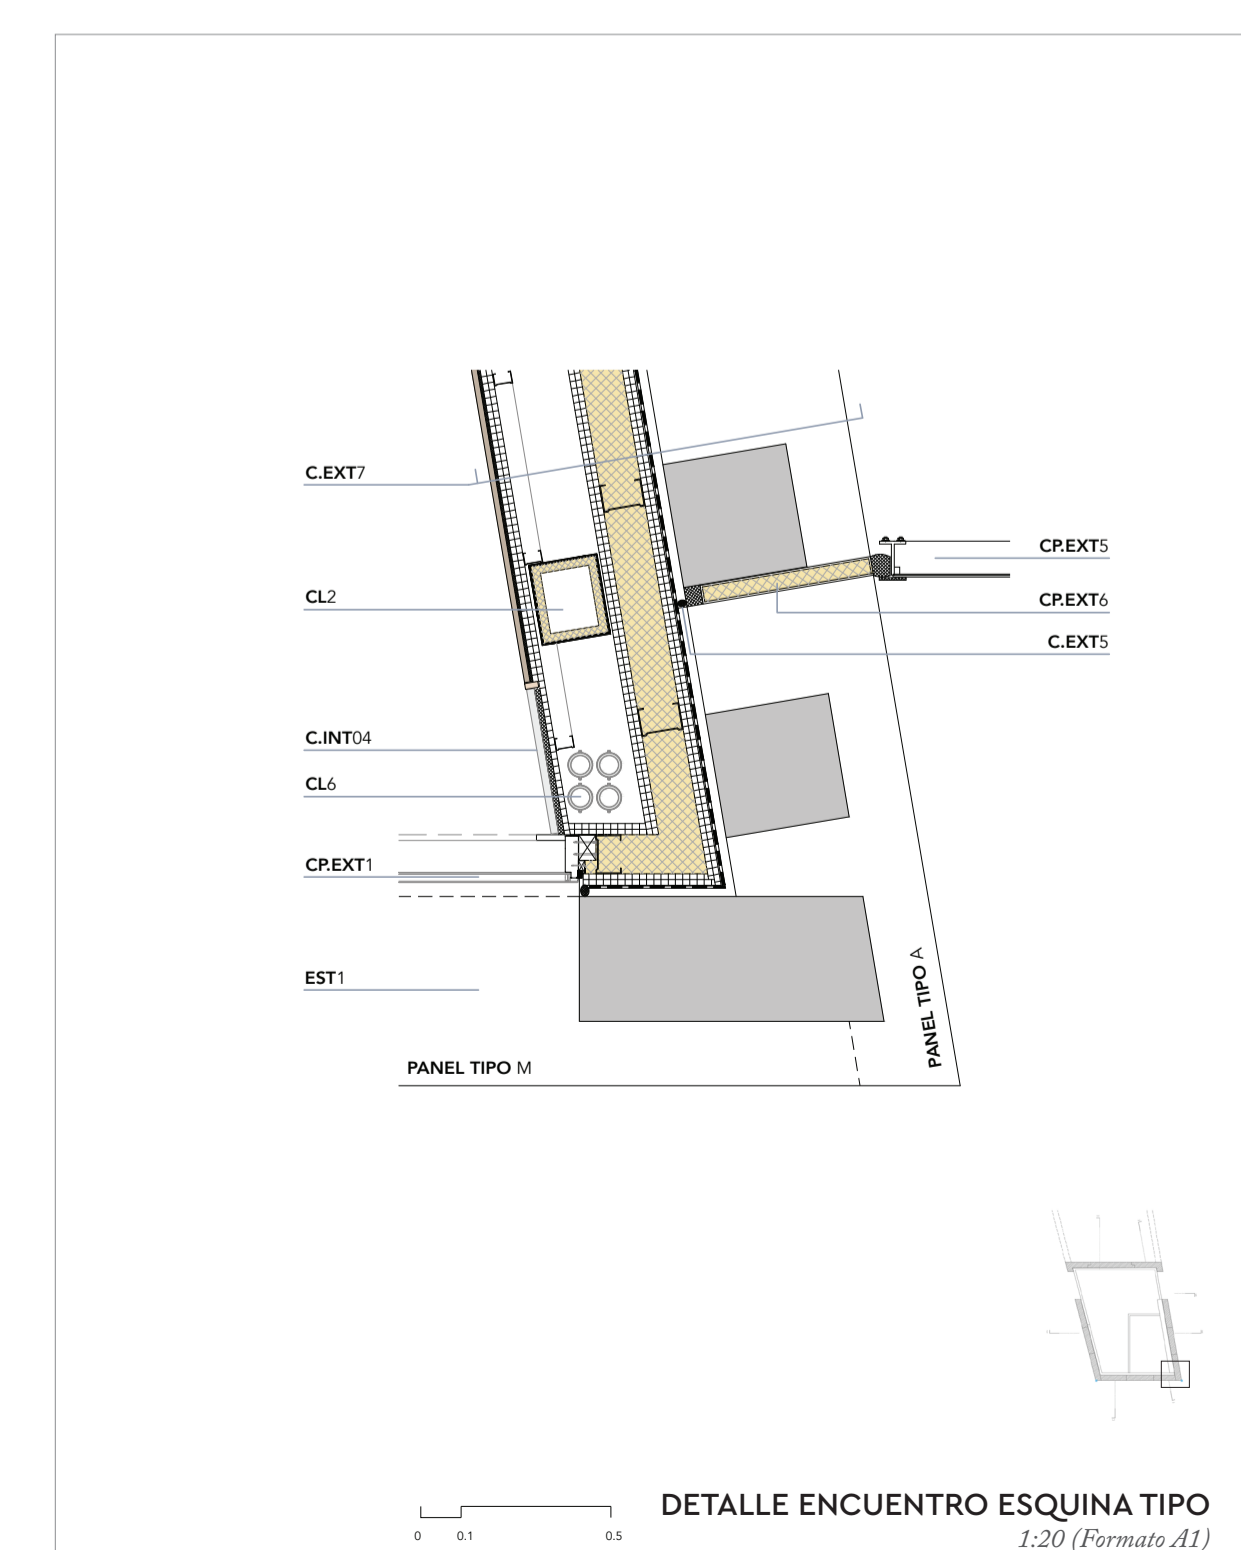 C.EXT7
CP.EXT5
CL2
CP.EXT6
C.EXT5
C.INT04
CL6
CP.EXT1
EST1
PANEL TIPO A
PANEL TIPO M
DETALLE ENCUENTRO ESQUINA TIPO
0 0.1 0.5
1:20 (Formato A1)